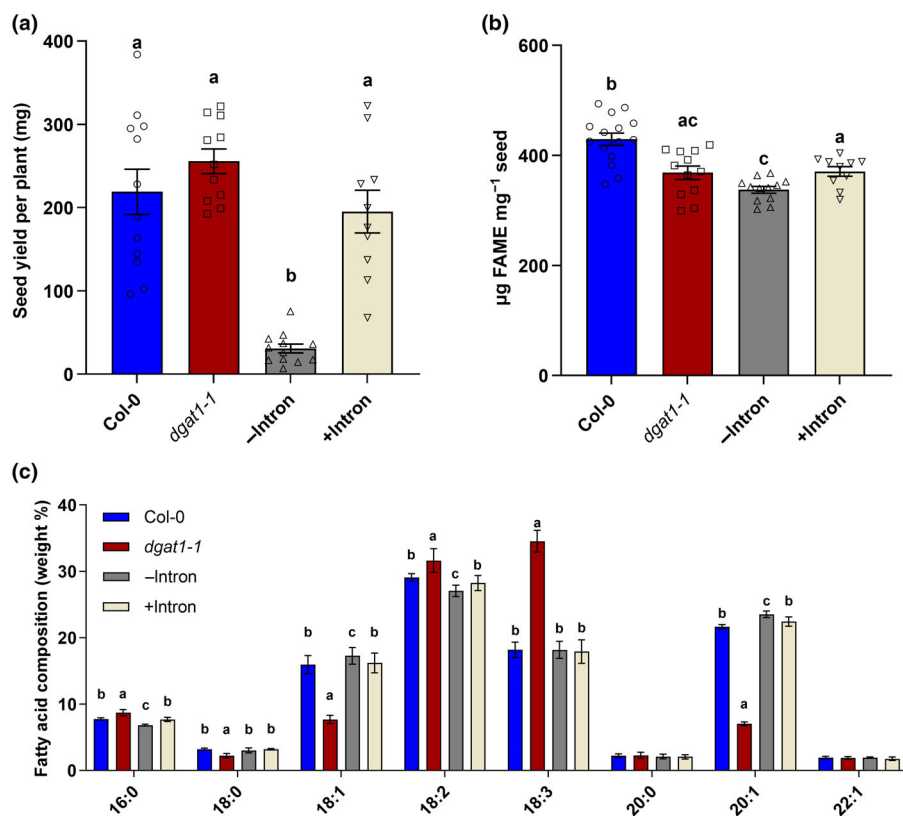 (a)
Seed yield per plant (mg)
400
300
200
100
0
a
a
b
a
Col-0
dgat1-1
–Intron
+Intron
(b)
µg FAME mg⁻¹ seed
600
400
200
0
b
ac
c
a
Col-0
dgat1-1
–Intron
+Intron
(c)
Fatty acid composition (weight %)
40
30
20
10
0
Col-0
dgat1-1
–Intron
+Intron
b a c b
b a b b
b a c b
b a c b
b a b b
b a c b
16:0
18:0
18:1
18:2
18:3
20:0
20:1
22:1